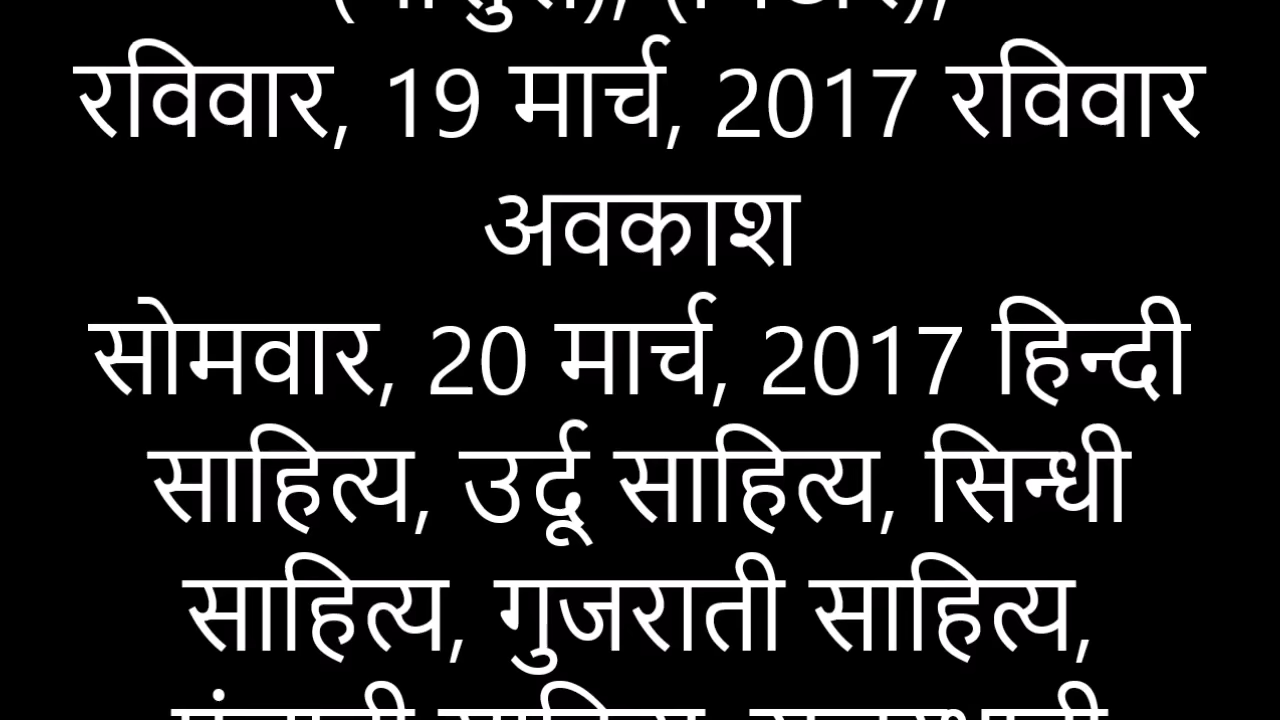 रविवार, 19 मार्च, 2017 रविवार
अवकाश
सोमवार, 20 मार्च, 2017 हिन्दी
साहित्य, उर्दू साहित्य, सिन्धी
साहित्य, गुजराती साहित्य,